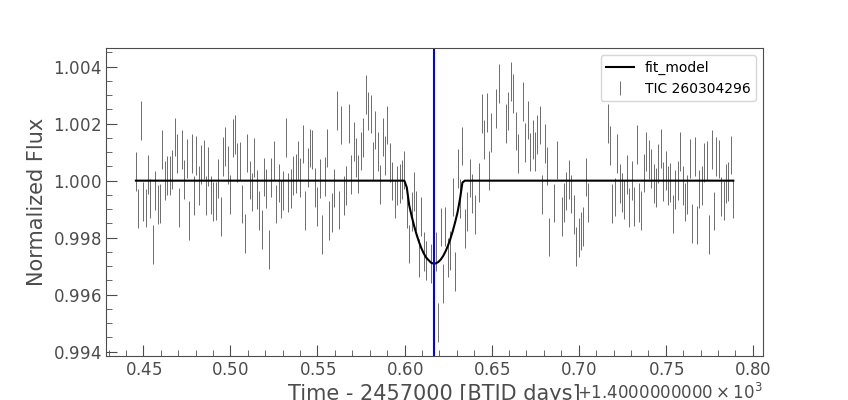 1.004
1.002
1.000
0.998
0.996
0.994
Normalized Flux
fit_model
TIC 260304296
0.45 0.50 0.55 0.60 0.65 0.70 0.75 0.80
Time - 2457000 [BTJD days]
+1.4000000000 × 10³